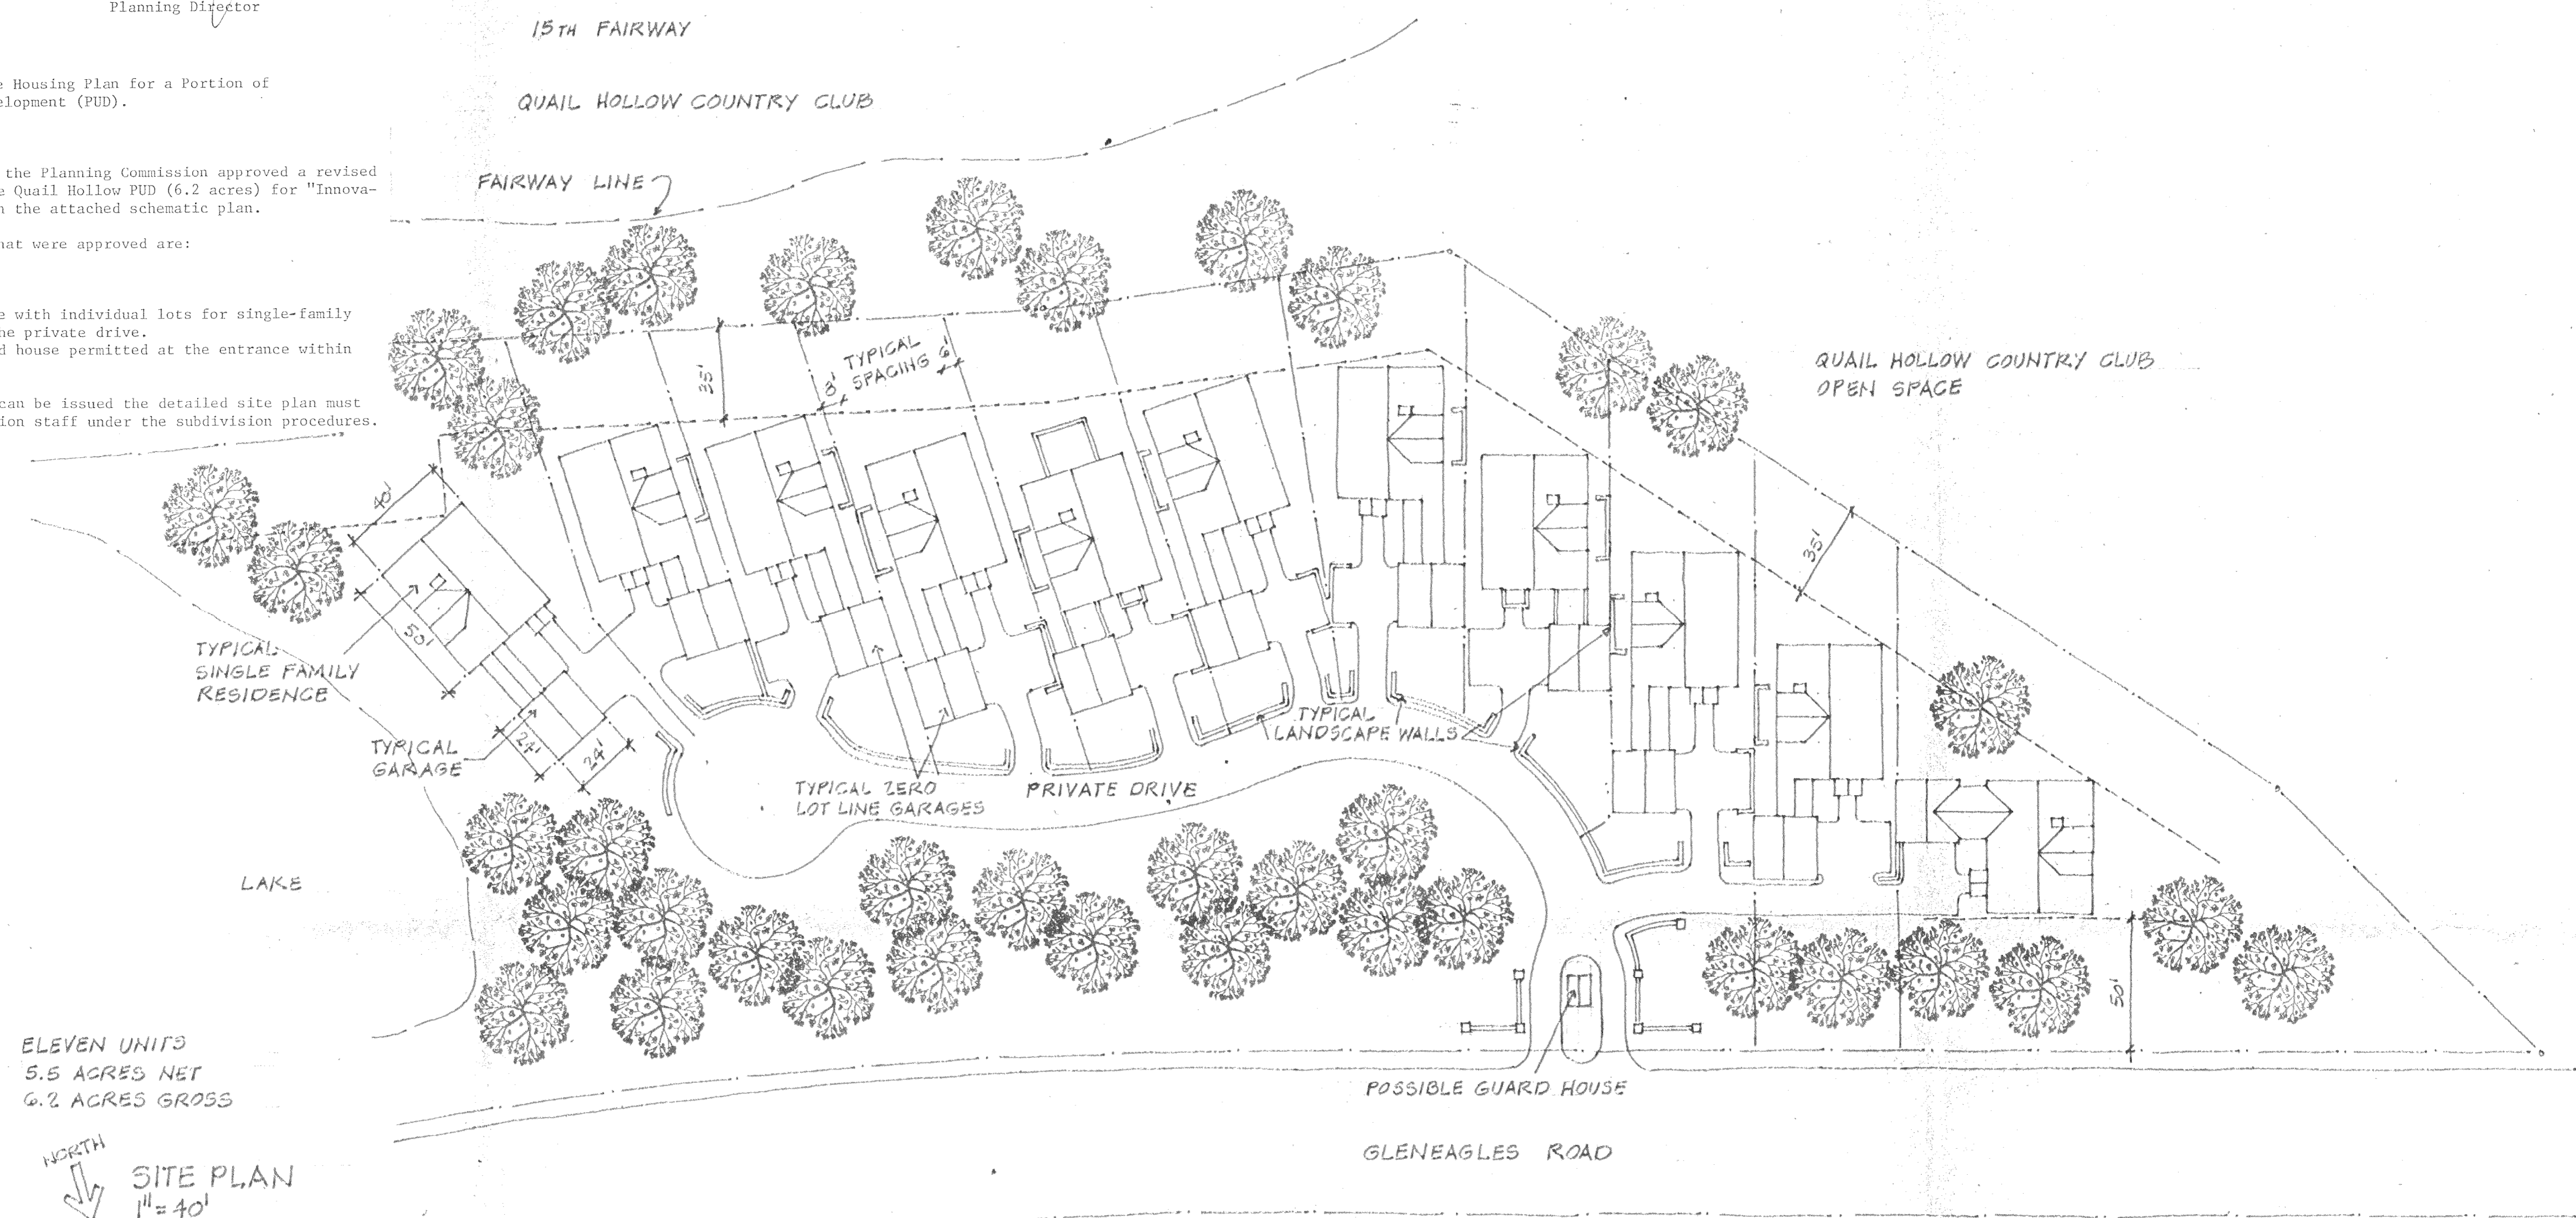 Planning Director
e Housing Plan for a Portion of
elopment (PUD).
the Planning Commission approved a revised
e Quail Hollow PUD (6.2 acres) for "Innova-
n the attached schematic plan.
hat were approved are:
e with individual lots for single-family
ne private drive.
d house permitted at the entrance within
can be issued the detailed site plan must
ion staff under the subdivision procedures.
15TH FAIRWAY
QUAIL HOLLOW COUNTRY CLUB
FAIRWAY LINE
35'
8'
TYPICAL
SPACING
6'
QUAIL HOLLOW COUNTRY CLUB
OPEN SPACE
40'
50'
35'
TYPICAL
SINGLE FAMILY
RESIDENCE
TYPICAL
GARAGE
24'
24'
TYPICAL ZERO
LOT LINE GARAGES
PRIVATE DRIVE
TYPICAL
LANDSCAPE WALLS
LAKE
50'
ELEVEN UNITS
5.5 ACRES NET
6.2 ACRES GROSS
POSSIBLE GUARD HOUSE
GLENEAGLES ROAD
NORTH
SITE PLAN
1" = 40'